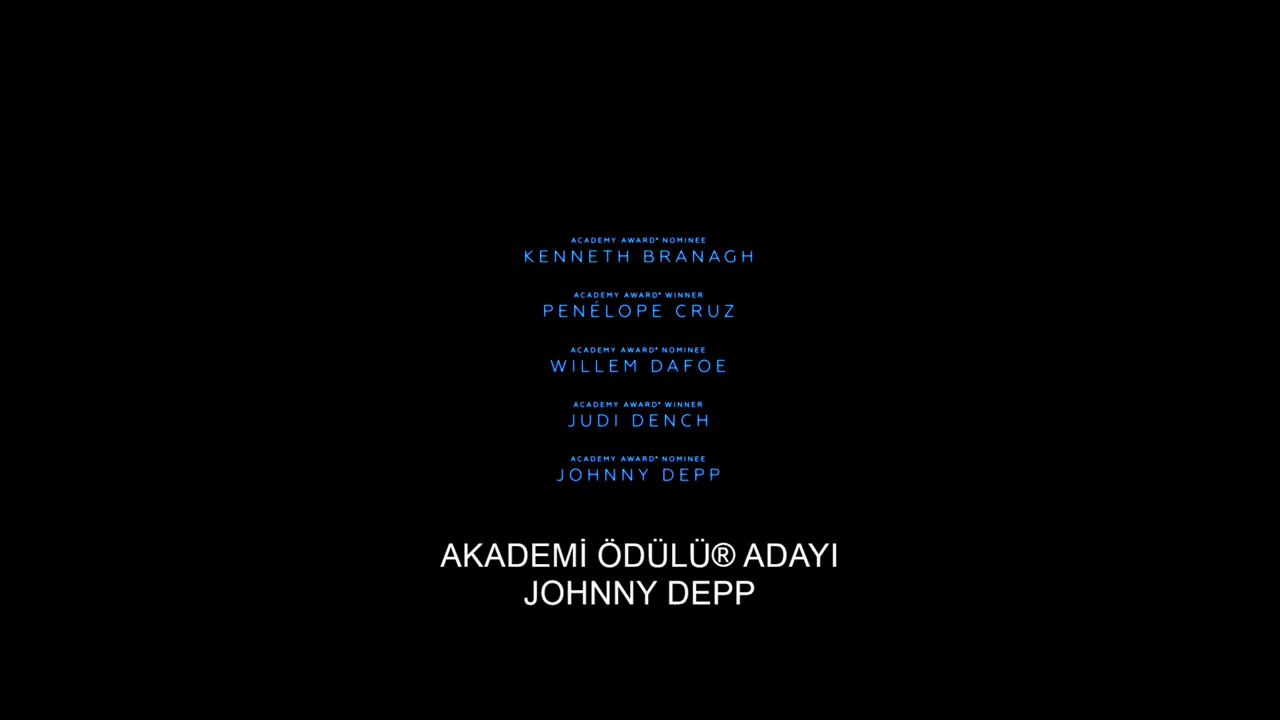 ACADEMY AWARD® NOMINEE
KENNETH BRANAGH
ACADEMY AWARD® WINNER
PENÉLOPE CRUZ
ACADEMY AWARD® NOMINEE
WILLEM DAFOE
ACADEMY AWARD® WINNER
JUDI DENCH
ACADEMY AWARD® NOMINEE
JOHNNY DEPP
AKADEMİ ÖDÜLÜ® ADAYI
JOHNNY DEPP